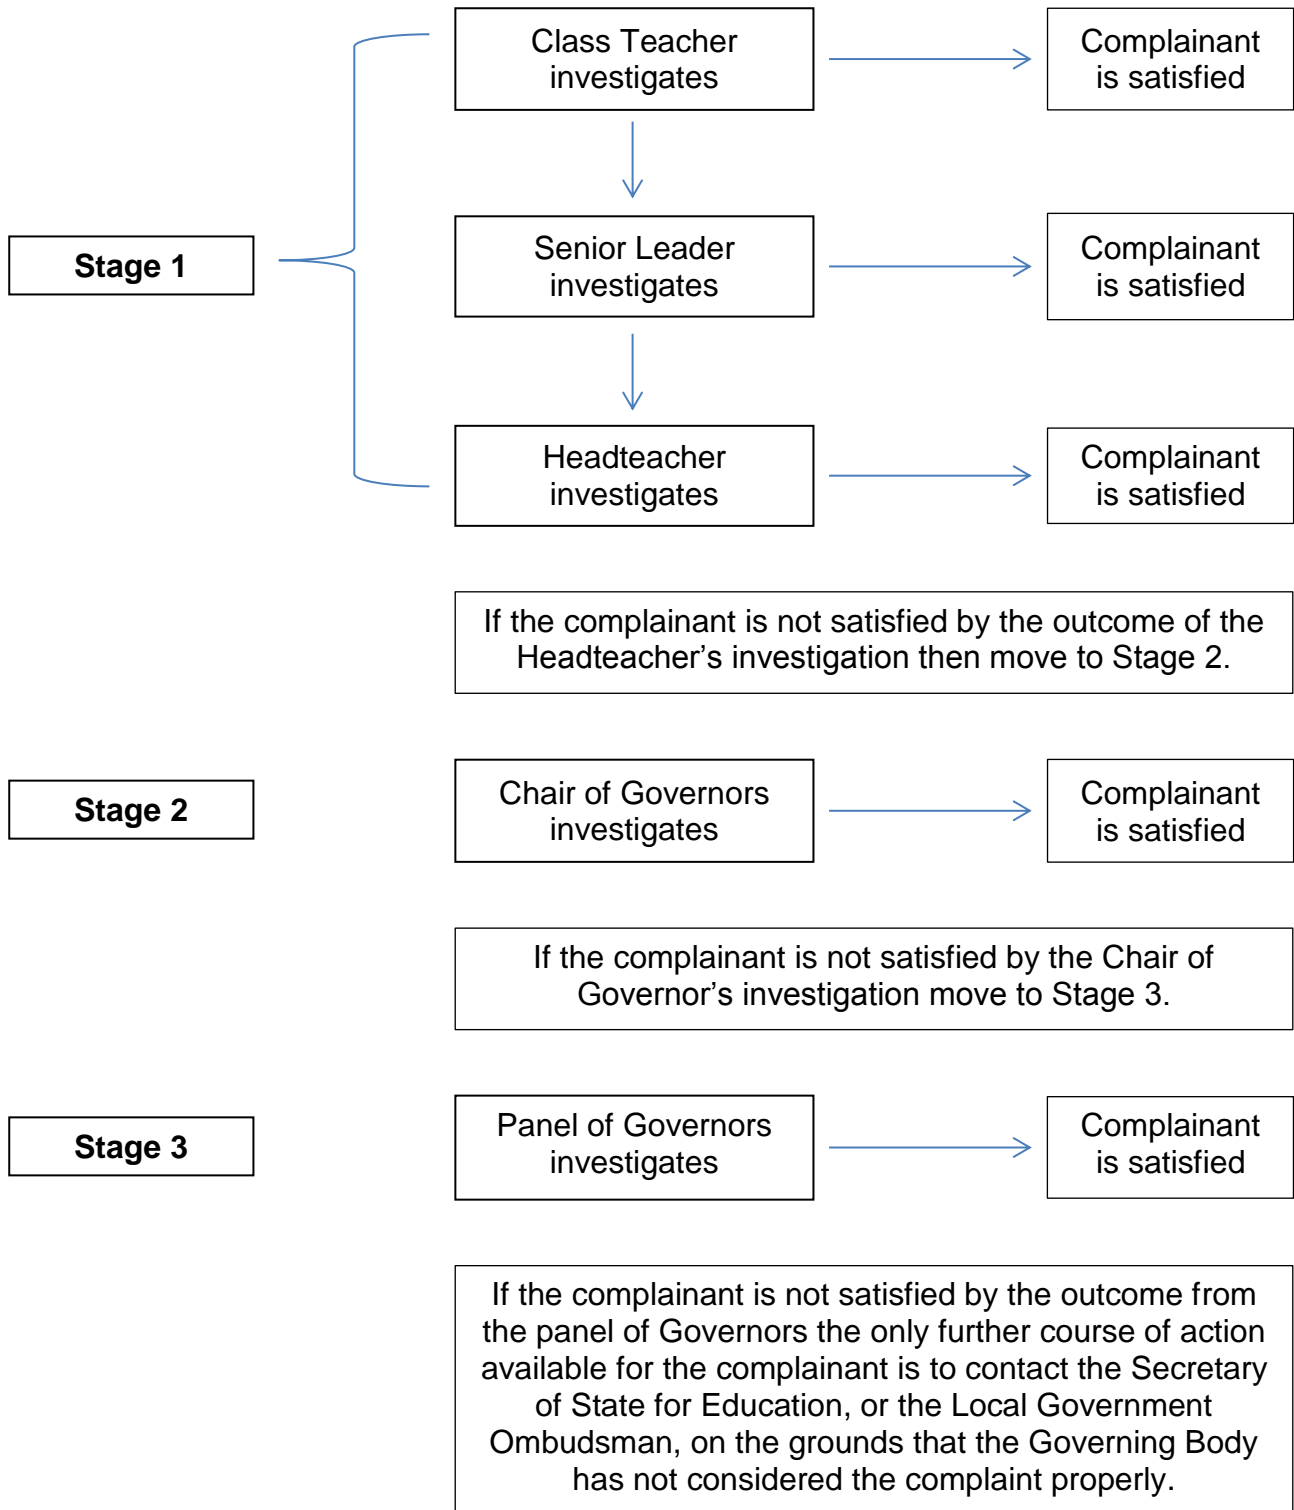 Class Teacher
investigates
Complainant
is satisfied
Stage 1
Senior Leader
investigates
Complainant
is satisfied
Headteacher
investigates
Complainant
is satisfied
If the complainant is not satisfied by the outcome of the
Headteacher’s investigation then move to Stage 2.
Stage 2
Chair of Governors
investigates
Complainant
is satisfied
If the complainant is not satisfied by the Chair of
Governor’s investigation move to Stage 3.
Stage 3
Panel of Governors
investigates
Complainant
is satisfied
If the complainant is not satisfied by the outcome from
the panel of Governors the only further course of action
available for the complainant is to contact the Secretary
of State for Education, or the Local Government
Ombudsman, on the grounds that the Governing Body
has not considered the complaint properly.